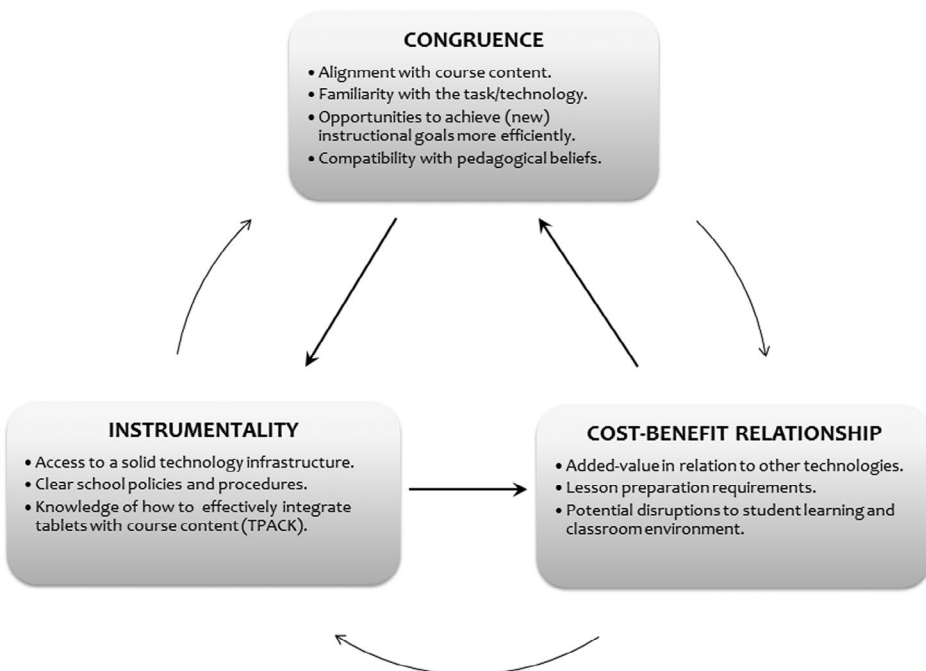 CONGRUENCE
• Alignment with course content.
• Familiarity with the task/technology.
• Opportunities to achieve (new)
instructional goals more efficiently.
• Compatibility with pedagogical beliefs.
INSTRUMENTALITY
• Access to a solid technology infrastructure.
• Clear school policies and procedures.
• Knowledge of how to effectively integrate
tablets with course content (TPACK).
COST-BENEFIT RELATIONSHIP
• Added-value in relation to other technologies.
• Lesson preparation requirements.
• Potential disruptions to student learning and
classroom environment.